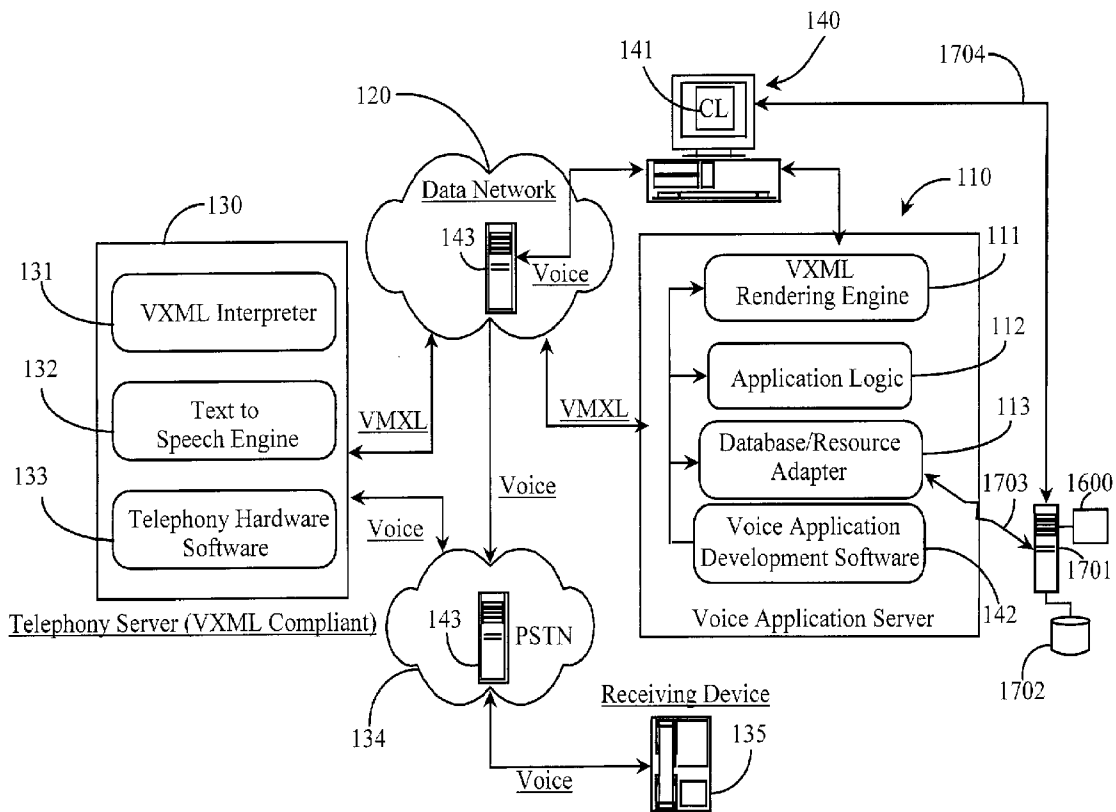 140
1704
141
CL
120
Data Network
110
130
143
Voice
111
VXML
Rendering Engine
131
VXML Interpreter
112
132
Application Logic
Text to
Speech Engine
VMXL
VMXL
113
Database/Resource
Adapter
133
Voice
1703
1600
Telephony Hardware
Software
Voice
Voice Application
Development Software
1701
Telephony Server (VXML Compliant)
143
PSTN
Voice Application Server
142
1702
134
Receiving Device
135
Voice